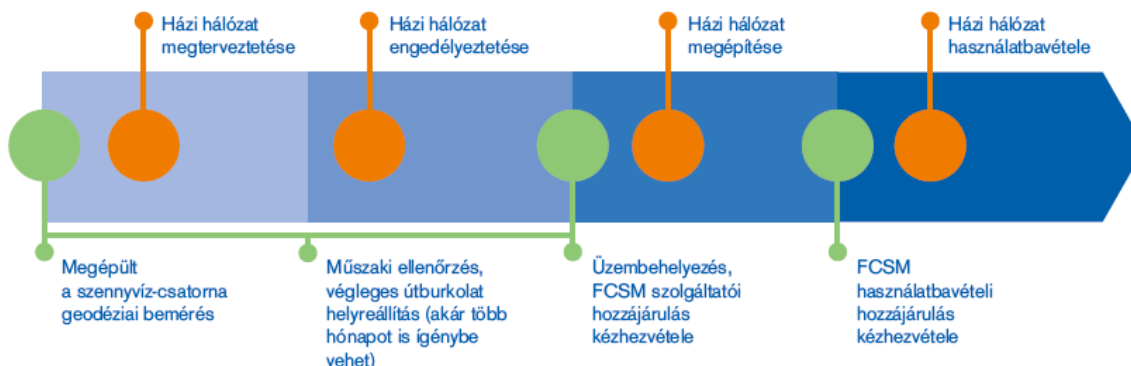 Házi hálózat
megterveztetése
Házi hálózat
engedélyeztetése
Házi hálózat
megépítése
Házi hálózat
használatbavétele
Megépült
a szennyvíz-csatorna
geodéziai bemérés
Műszaki ellenőrzés,
végleges útburkolat
helyreállítás (akár több
hónapot is ígénybe
vehet)
Üzembehelyezés,
FCSM szolgáltatói
hozzájárulás
kézhezvétele
FCSM
használatbavételi
hozzájárulás
kézhezvétele